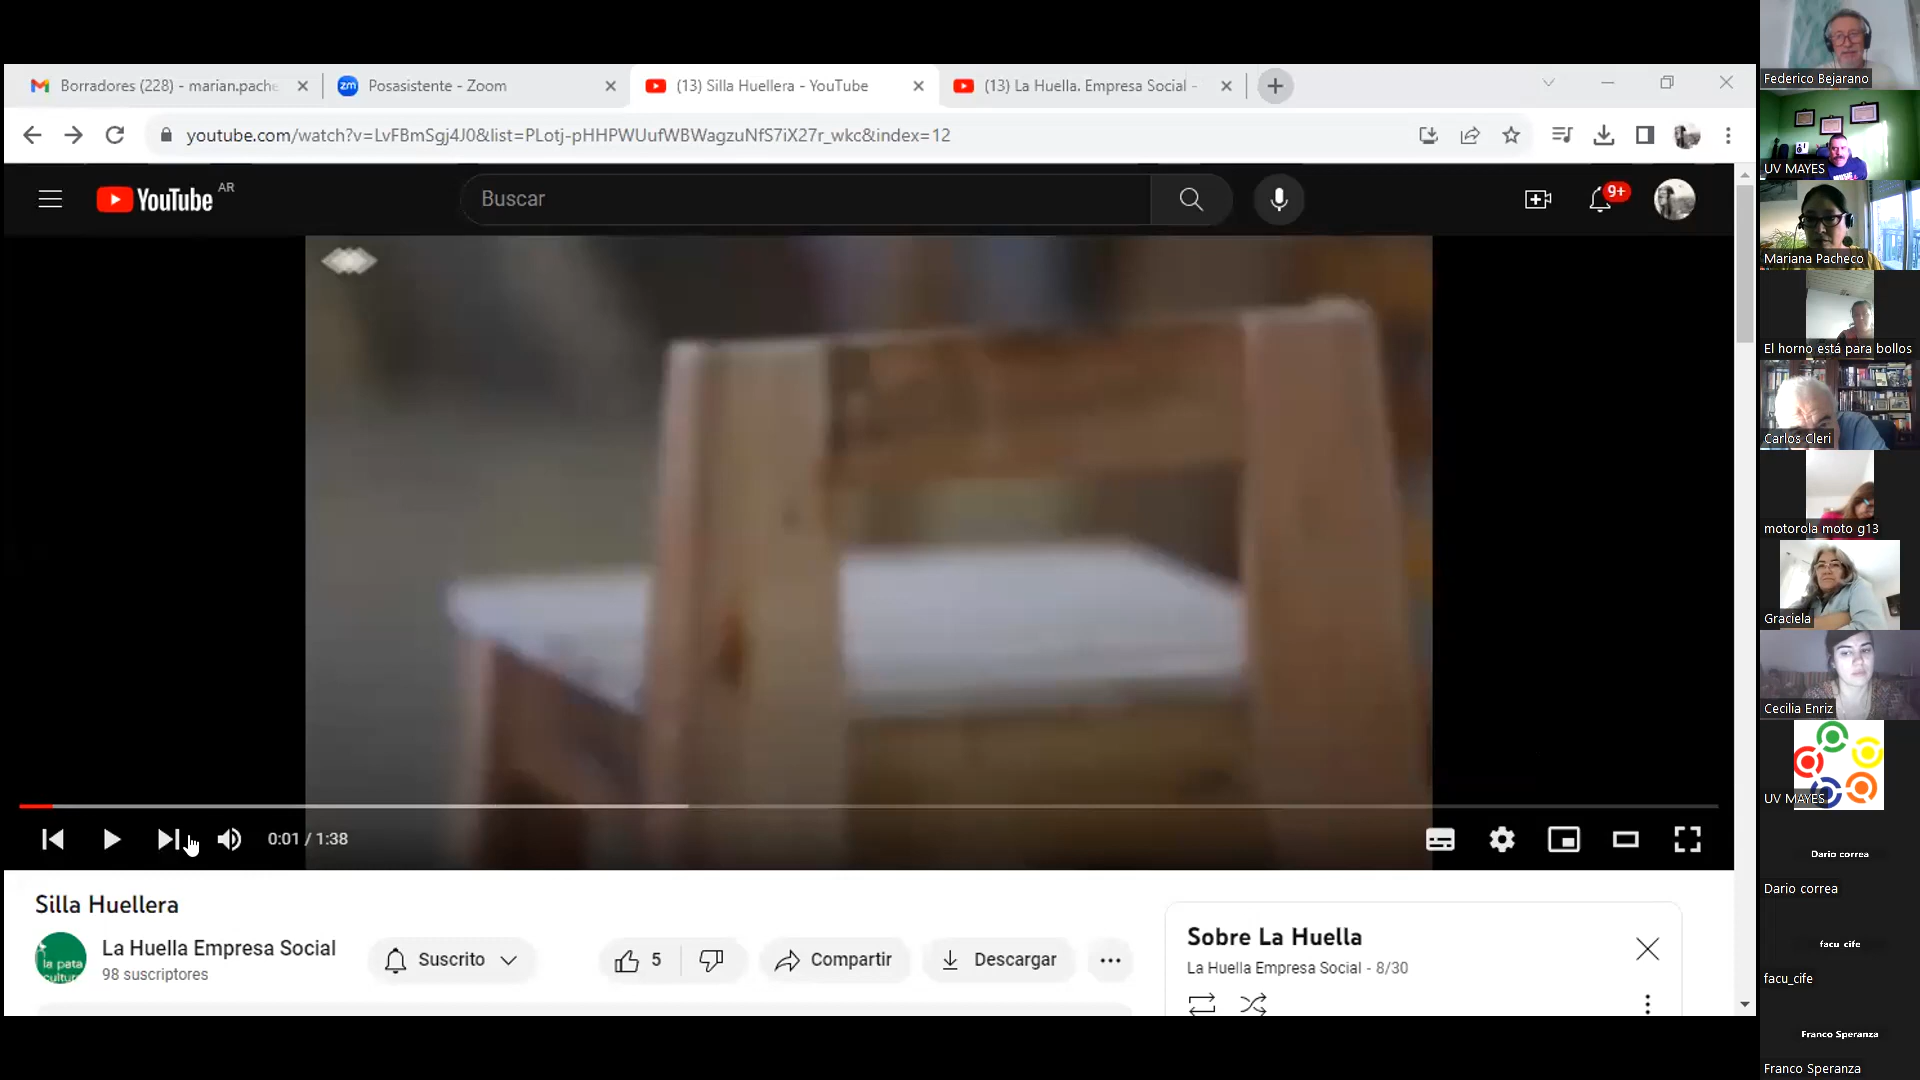 Borradores (228) - marian.pache
Posasistente - Zoom
(13) Silla Huellera - YouTube
(13) La Huella. Empresa Social -
youtube.com/watch?v=LvFBmSgj4J0&list=PLotj-pHHPWUufWBWagzuNfS7iX27r_wkc&index=12
YouTube AR
Buscar
9+
0:01 / 1:38
Silla Huellera
la pata
cultura
La Huella Empresa Social
98 suscriptores
Suscrito
5
Compartir
Descargar
Sobre La Huella
La Huella Empresa Social - 8/30
Federico Bejarano
UV MAYES
Mariana Pacheco
El horno está para bollos
Carlos Cleri
motorola moto g13
Graciela
Cecilia Enriz
UV MAYES
Dario correa
Dario correa
facu_cife
facu_cife
Franco Speranza
Franco Speranza